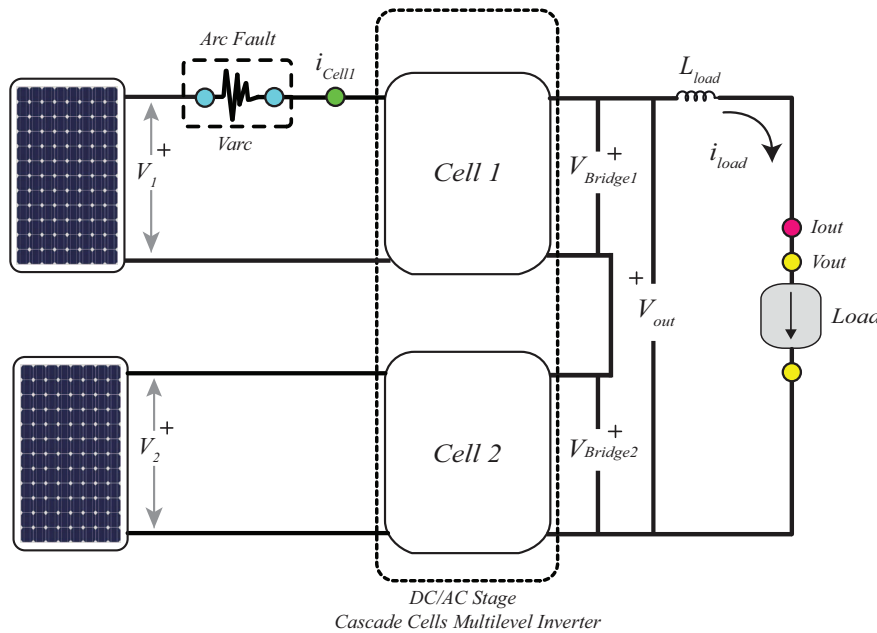 Arc Fault
i_Cell1
L_load
+
V_1
Varc
Cell 1
+
V_Bridge1
i_load
Iout
Vout
+
V_out
Load
+
V_2
Cell 2
+
V_Bridge2
DC/AC Stage
Cascade Cells Multilevel Inverter